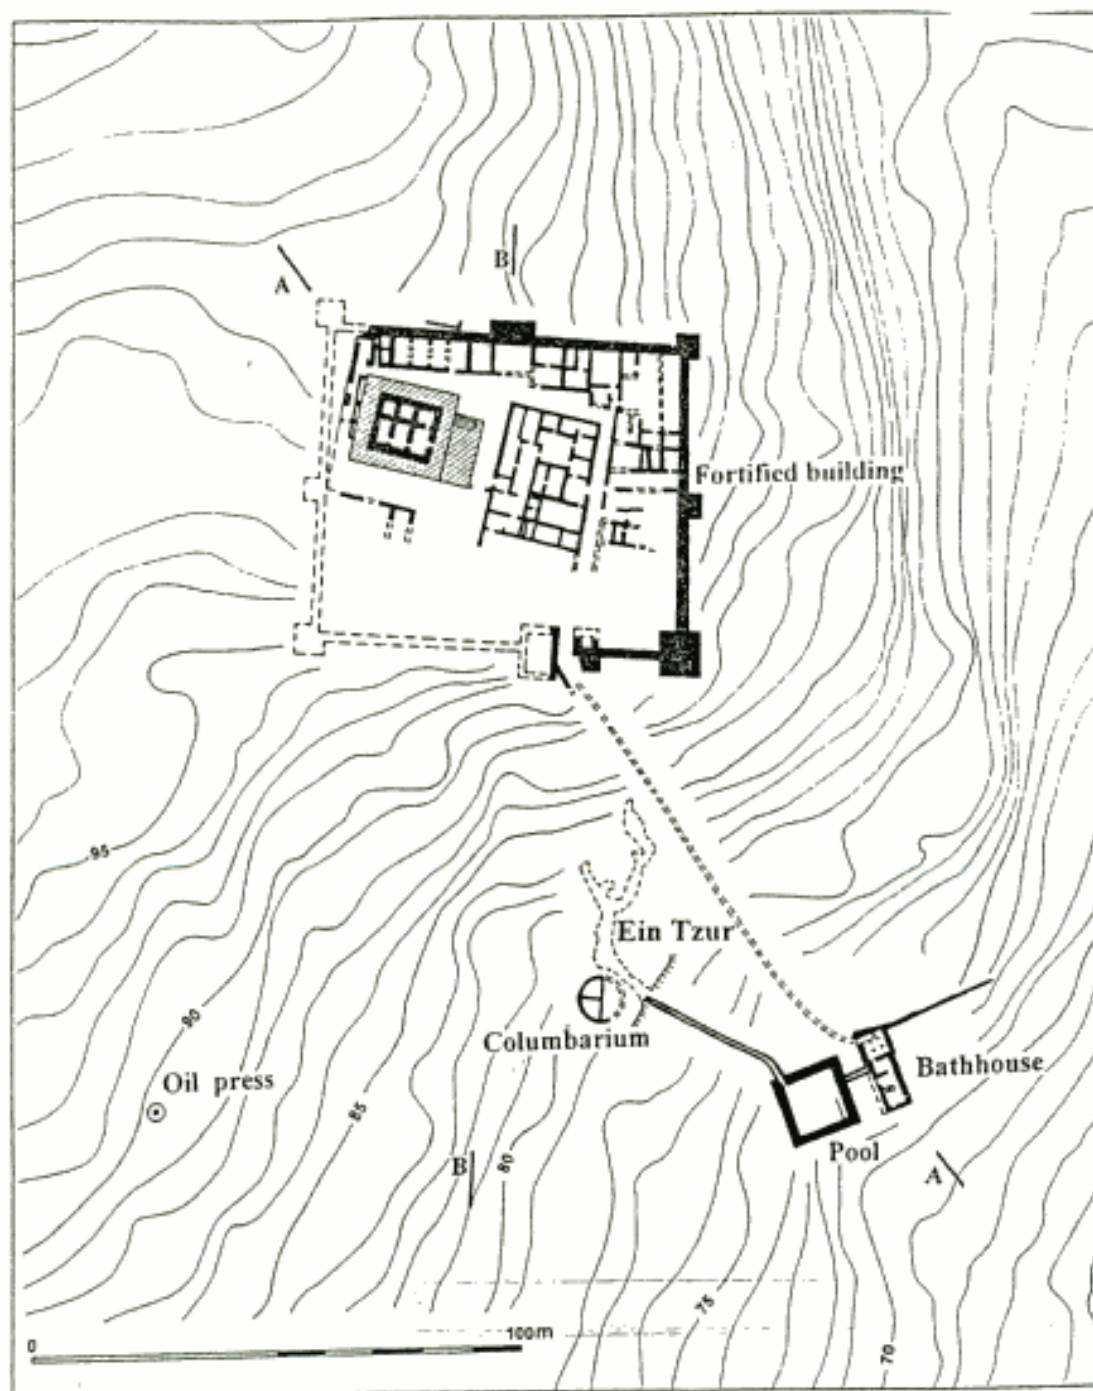 B
A
Fortified building
95
Ein Tzur
90
Columbarium
Bathhouse
Oil press
85
Pool
B
80
A
75
0
100m
70